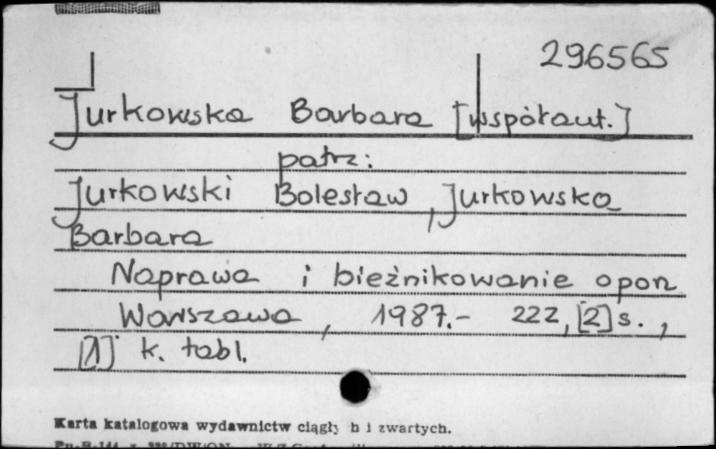 296565
Jurkowska Barbara [współaut.]
patrz:
Jurkowski Bolesław, Jurkowska
Barbara
Naprawa i bieżnikowanie opon
Warszawa, 1987.- 222, [2] s.,
[1] k. tabl.
Karta katalogowa wydawnictw ciągły h i zwartych.